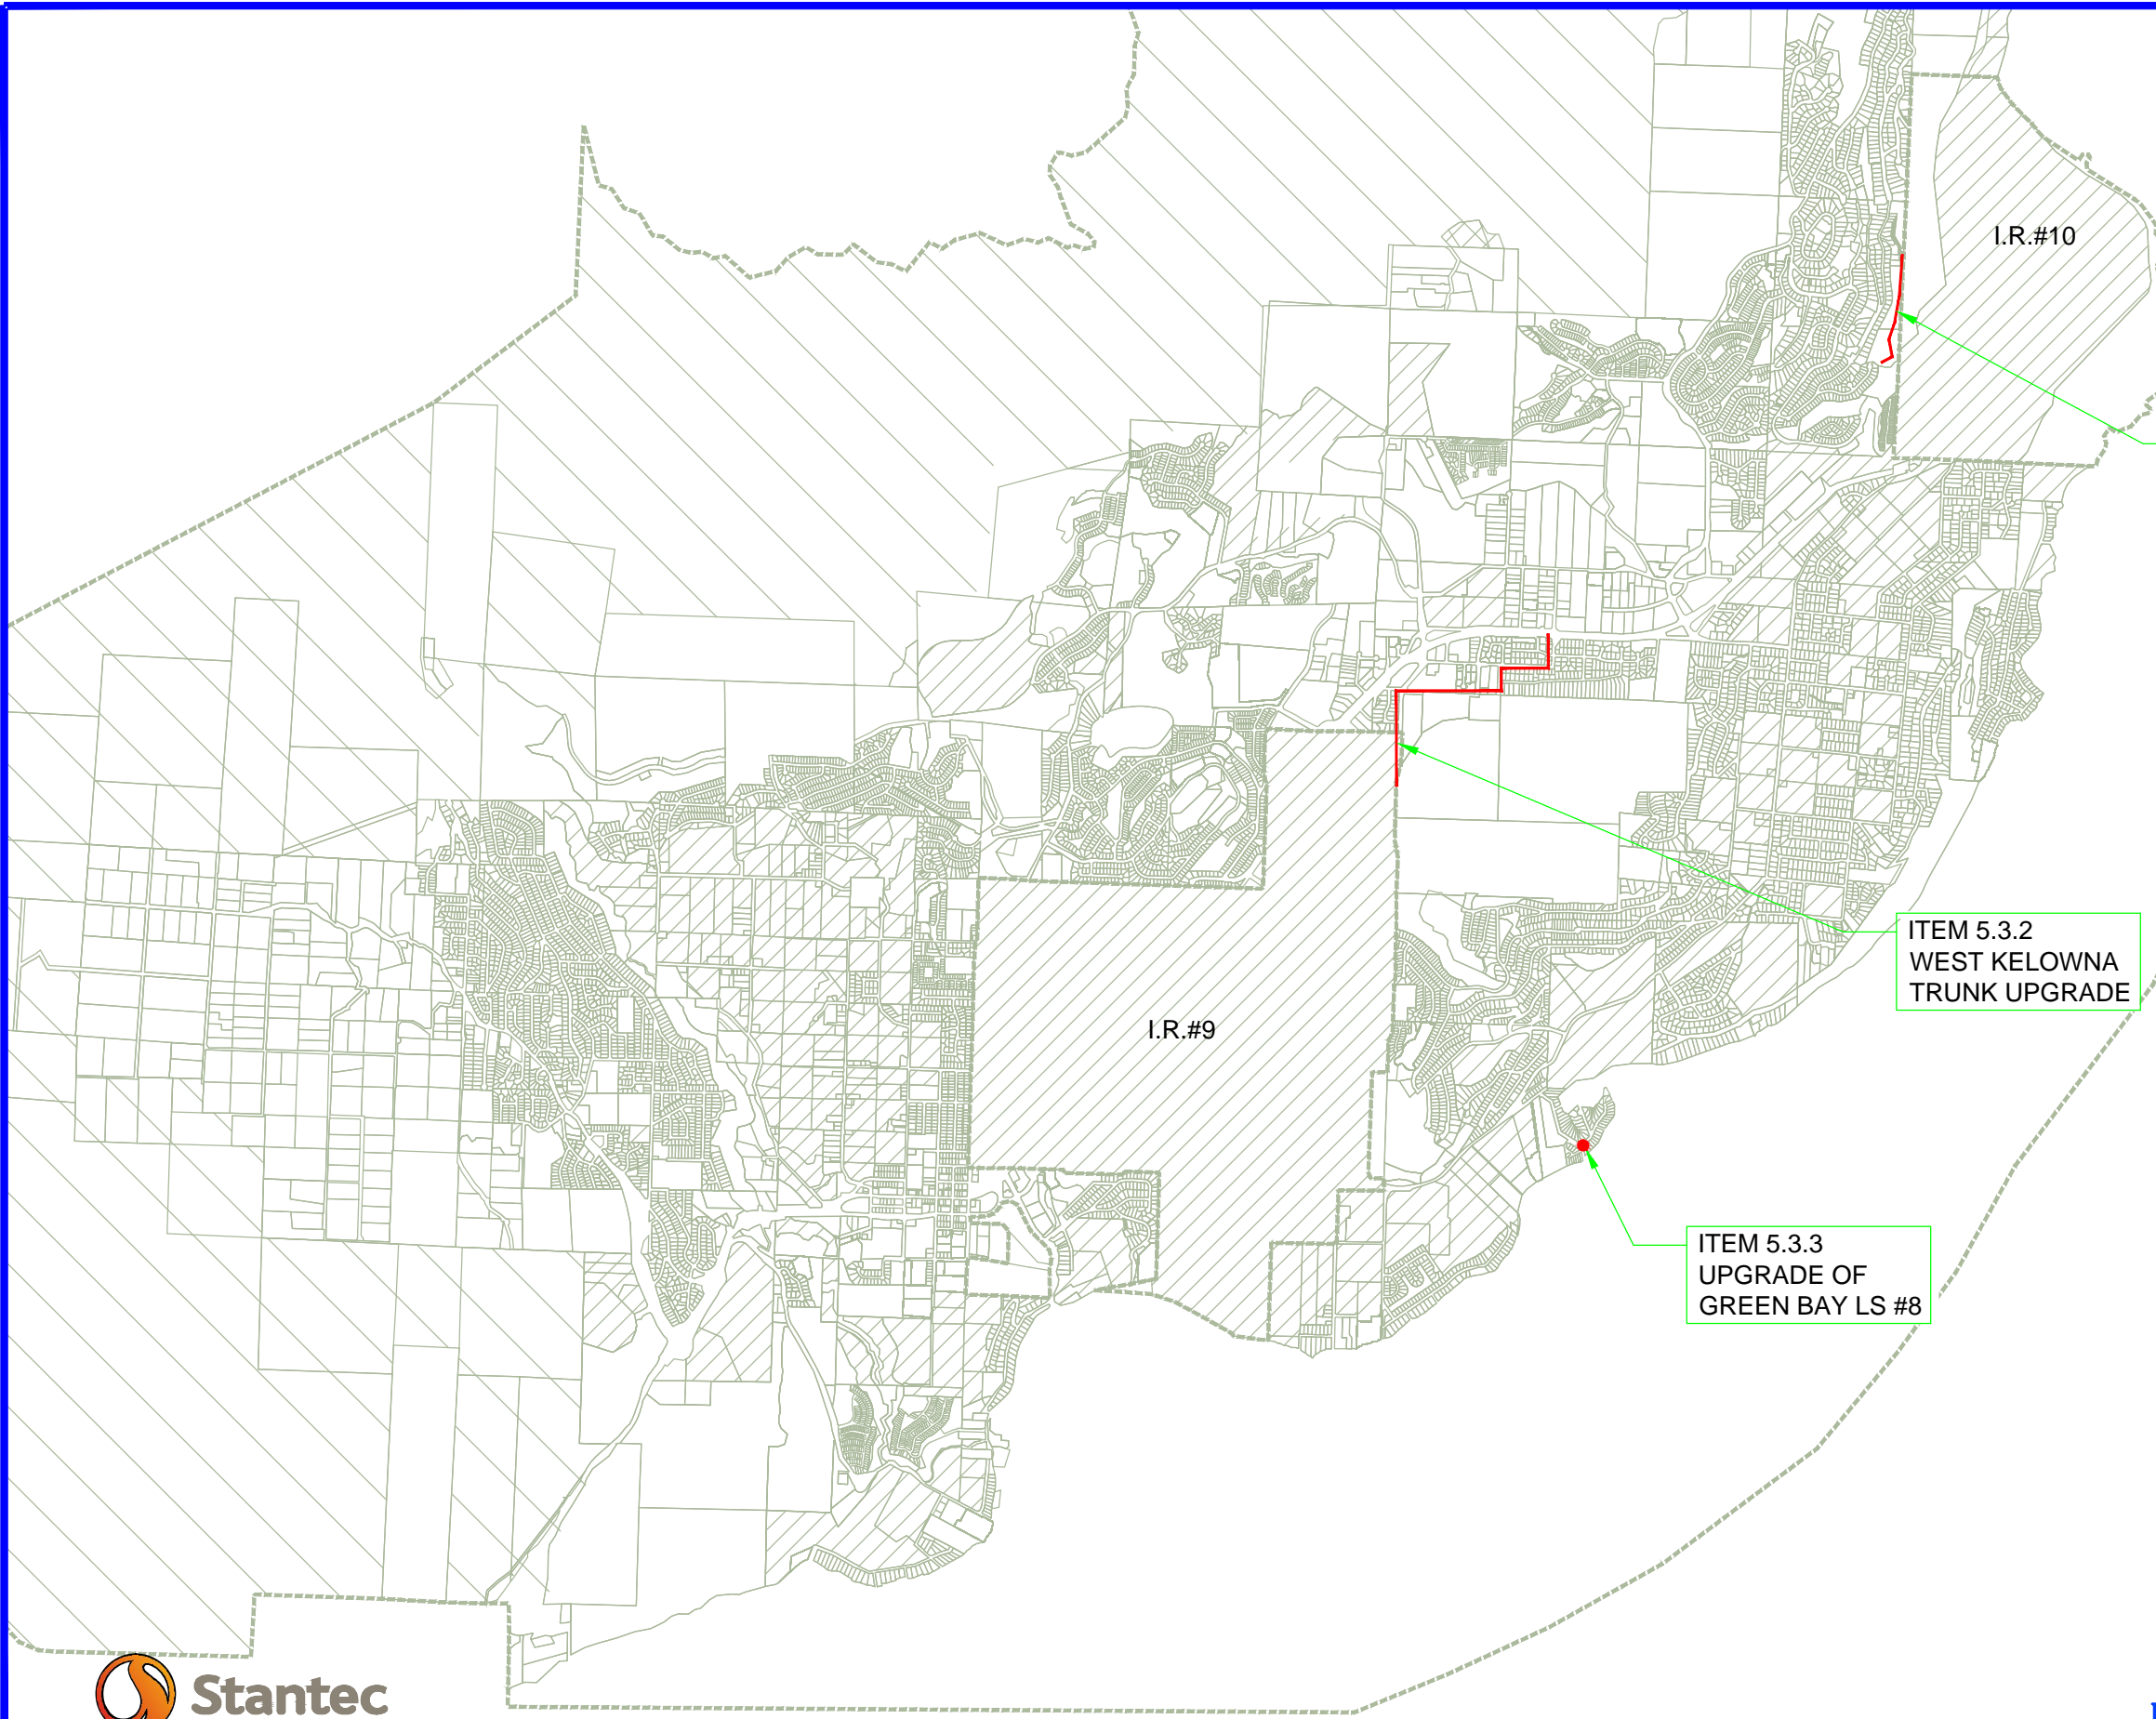 I.R.#10
ITEM 5.3.2
WEST KELOWNA
TRUNK UPGRADE
I.R.#9
ITEM 5.3.3
UPGRADE OF
GREEN BAY LS #8
Stantec